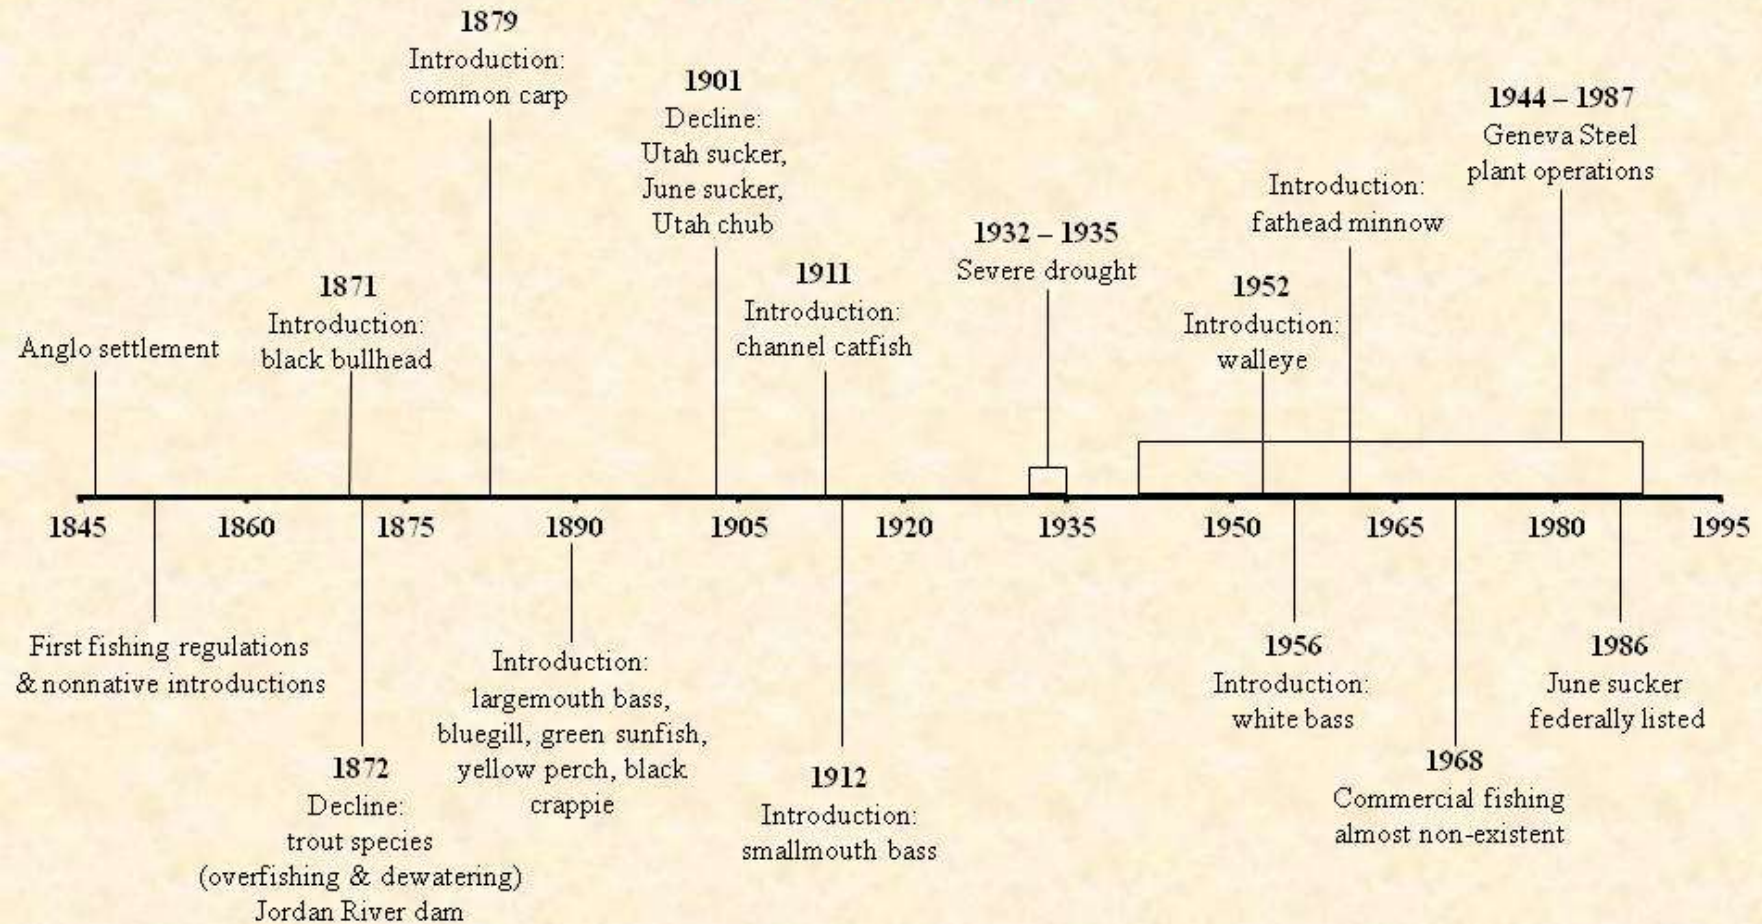 1879
Introduction:
common carp
1901
Decline:
Utah sucker,
June sucker,
Utah chub
1944 – 1987
Geneva Steel
plant operations
Introduction:
fathead minnow
1932 – 1935
Severe drought
1911
Introduction:
channel catfish
1871
Introduction:
black bullhead
1952
Introduction:
walleye
Anglo settlement
1845 1860 1875 1890 1905 1920 1935 1950 1965 1980 1995
First fishing regulations
& nonnative introductions
1872
Decline:
trout species
(overfishing & dewatering)
Jordan River dam
Introduction:
largemouth bass,
bluegill, green sunfish,
yellow perch, black
crappie
1912
Introduction:
smallmouth bass
1956
Introduction:
white bass
1968
Commercial fishing
almost non-existent
1986
June sucker
federally listed